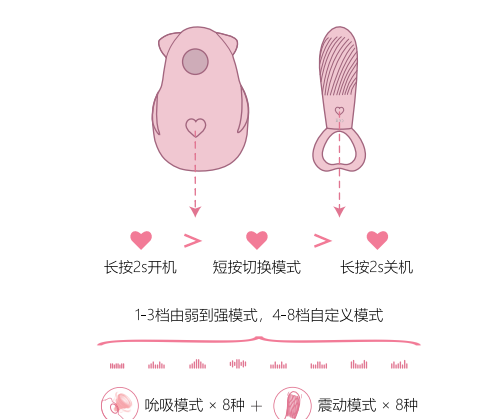 长按2s开机 短按切换模式 长按2s关机
1-3档由弱到强模式，4-8档自定义模式
吮吸模式 × 8种 + 震动模式 × 8种